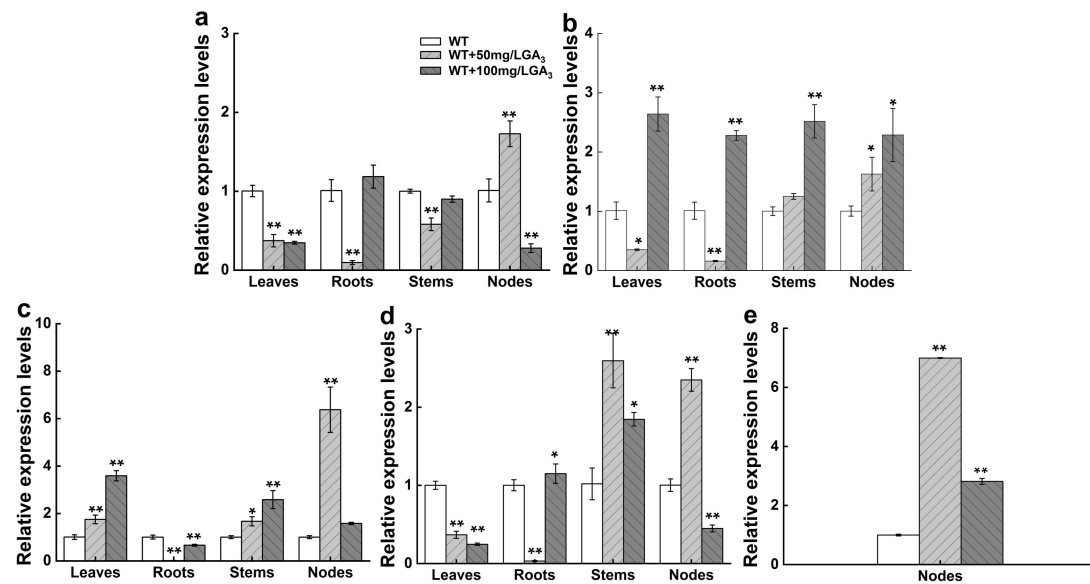 a
Relative expression levels
3
2
1
0
WT
WT+50mg/LGA₃
WT+100mg/LGA₃
** ** ** ** ** **
Leaves Roots Stems Nodes
b
Relative expression levels
4
3
2
1
0
* ** ** ** ** * *
Leaves Roots Stems Nodes
c
Relative expression levels
10
8
6
4
2
0
** ** ** ** * ** **
Leaves Roots Stems Nodes
d
Relative expression levels
3
2
1
0
** ** ** * ** * ** **
Leaves Roots Stems Nodes
e
Relative expression levels
8
6
4
2
0
** **
Nodes